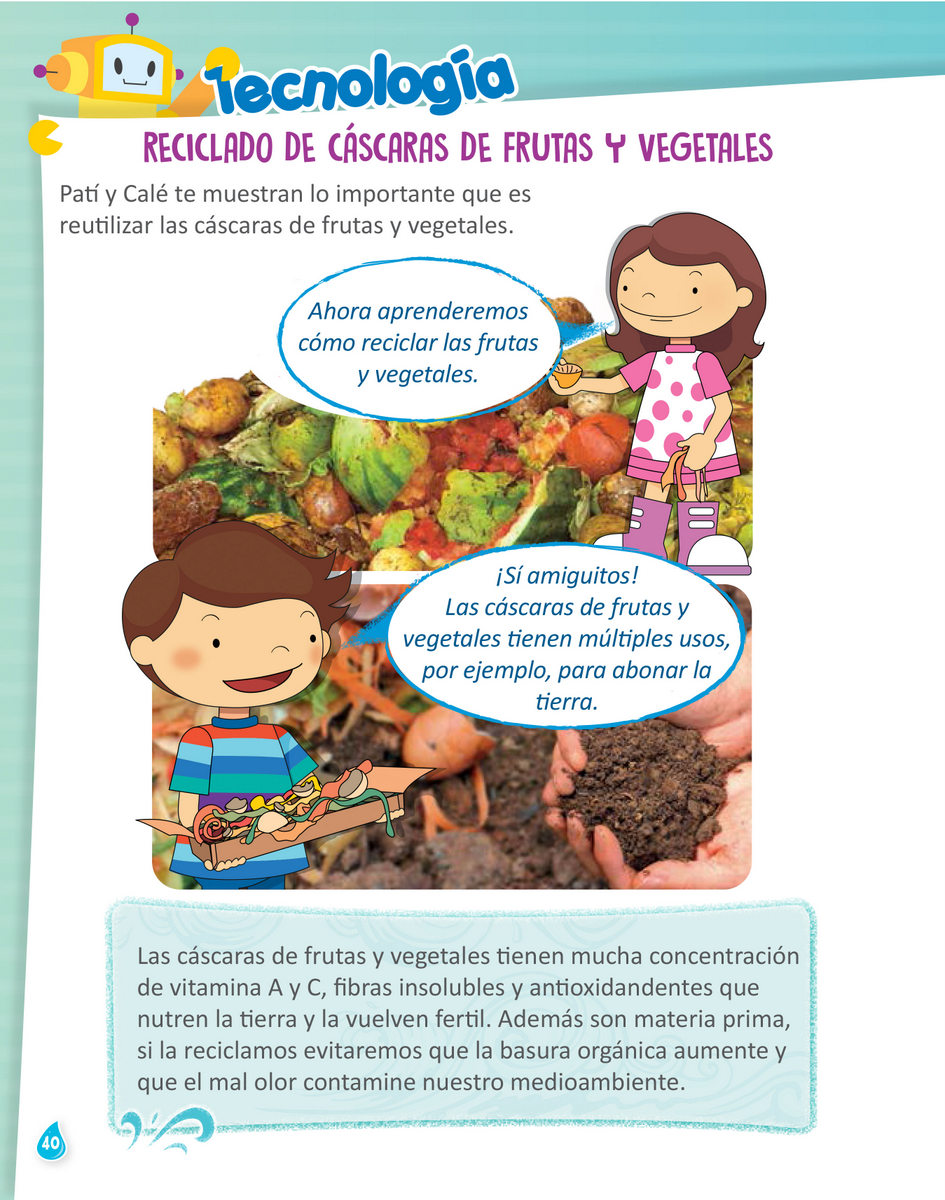 Tecnología
RECICLADO DE CÁSCARAS DE FRUTAS Y VEGETALES
Patí y Calé te muestran lo importante que es
reutilizar las cáscaras de frutas y vegetales.
Ahora aprenderemos
cómo reciclar las frutas
y vegetales.
¡Sí amiguitos!
Las cáscaras de frutas y
vegetales tienen múltiples usos,
por ejemplo, para abonar la
tierra.
Las cáscaras de frutas y vegetales tienen mucha concentración
de vitamina A y C, fibras insolubles y antioxidandentes que
nutren la tierra y la vuelven fertil. Además son materia prima,
si la reciclamos evitaremos que la basura orgánica aumente y
que el mal olor contamine nuestro medioambiente.
40